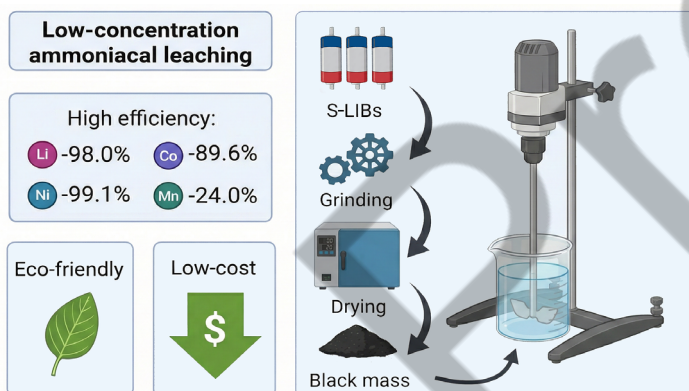 Low-concentration
ammoniacal leaching
High efficiency:
Li -98.0%
Co -89.6%
Ni -99.1%
Mn -24.0%
Eco-friendly
Low-cost
$
S-LIBs
Grinding
Drying
Black mass